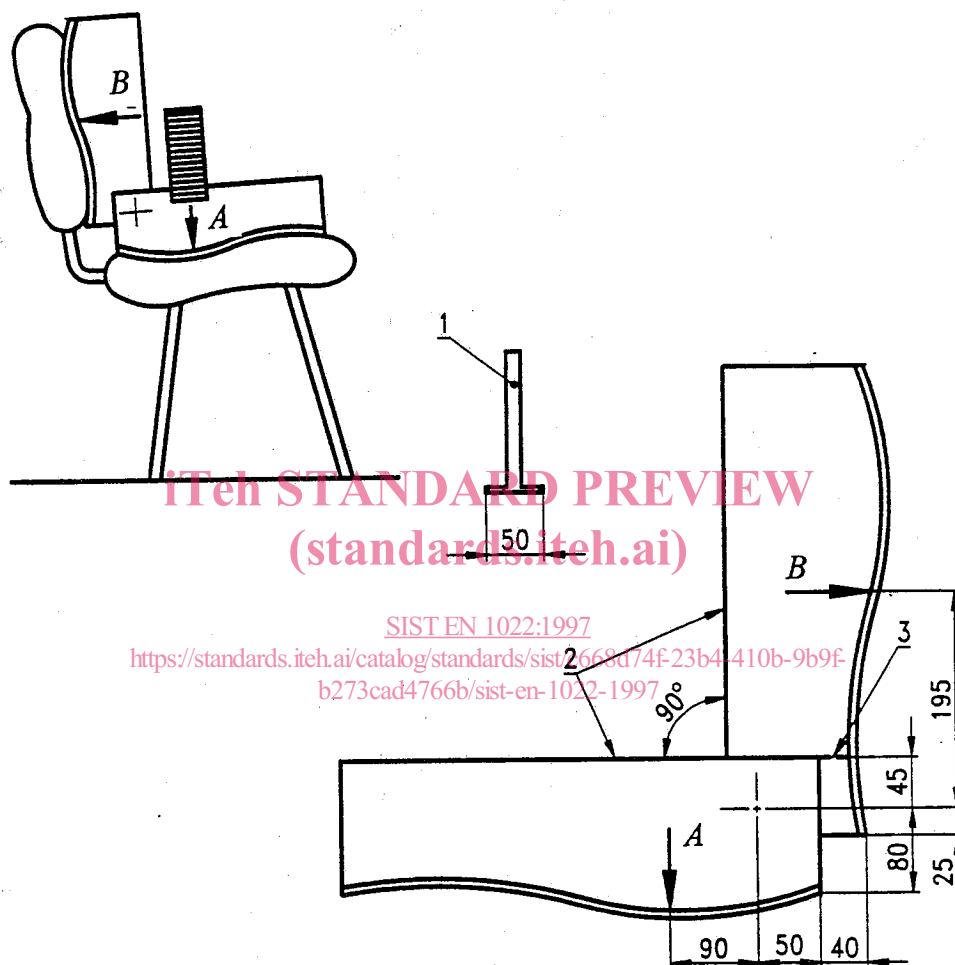 B
A
1
iTeh STANDARD PREVIEW
50
(standards.iteh.ai)
B
SIST EN 1022:1997
2
3
https://standards.iteh.ai/catalog/standards/sist/e668d74f-23b4-410b-9b9f-
b273cad4766b/sist-en-1022-1997
90°
195
45
A
80
25
90
50
40